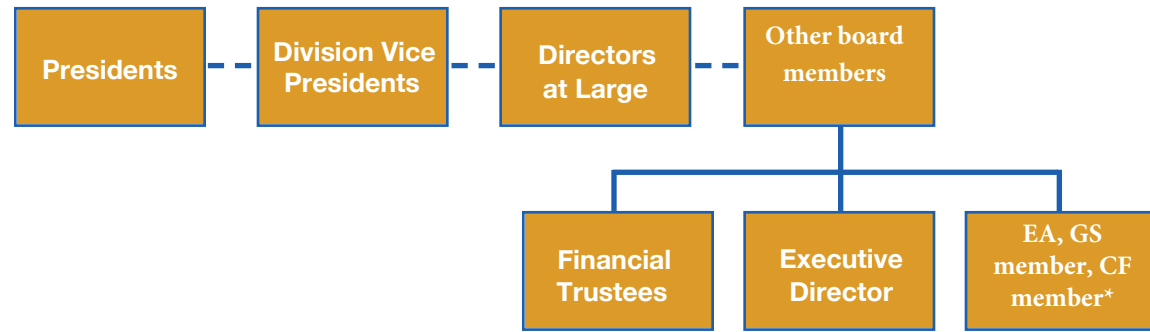 Presidents
Division Vice
Presidents
Directors
at Large
Other board
members
Financial
Trustees
Executive
Director
EA, GS
member, CF
member*